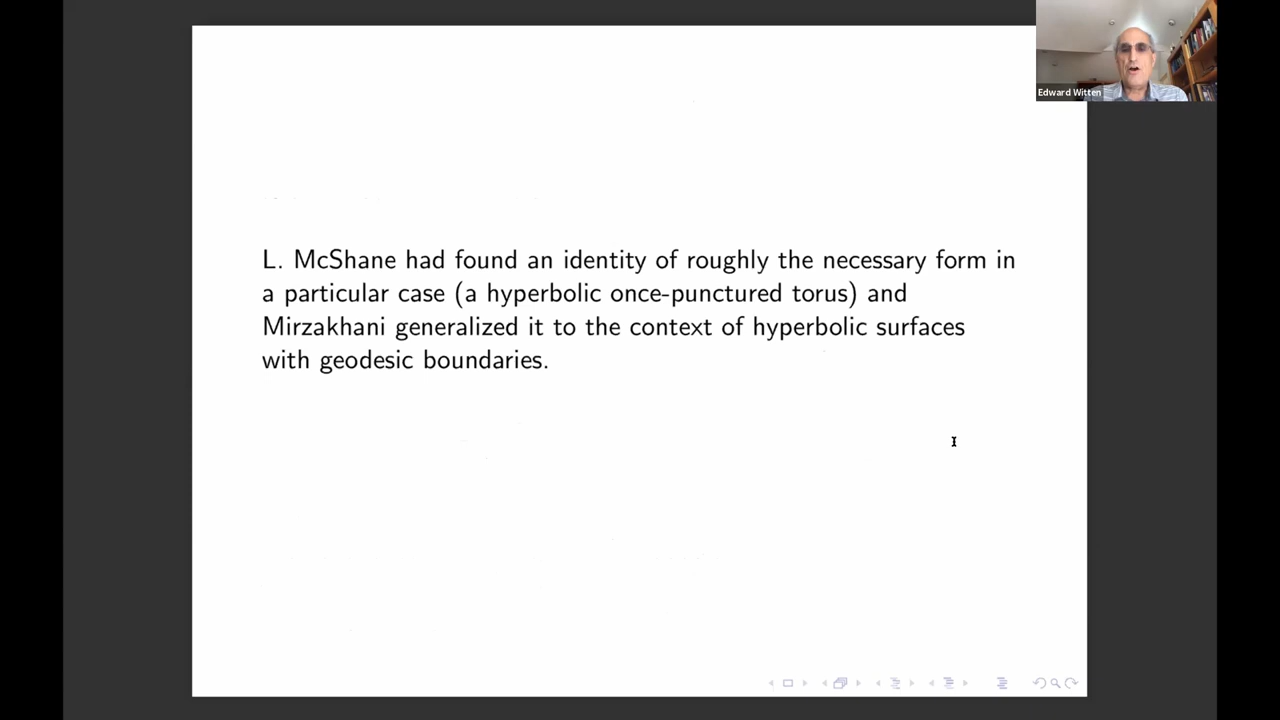 Edward Witten
L. McShane had found an identity of roughly the necessary form in
a particular case (a hyperbolic once-punctured torus) and
Mirzakhani generalized it to the context of hyperbolic surfaces
with geodesic boundaries.